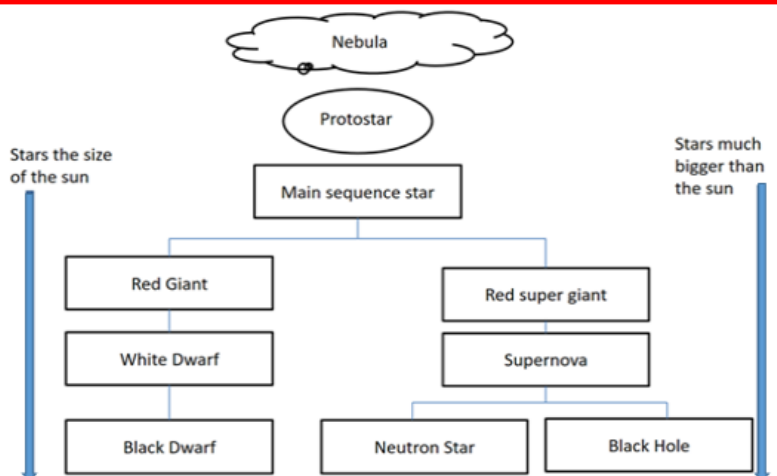 Nebula
Protostar
Stars the size
of the sun
Stars much
bigger than
the sun
Main sequence star
Red Giant
Red super giant
White Dwarf
Supernova
Black Dwarf
Neutron Star
Black Hole